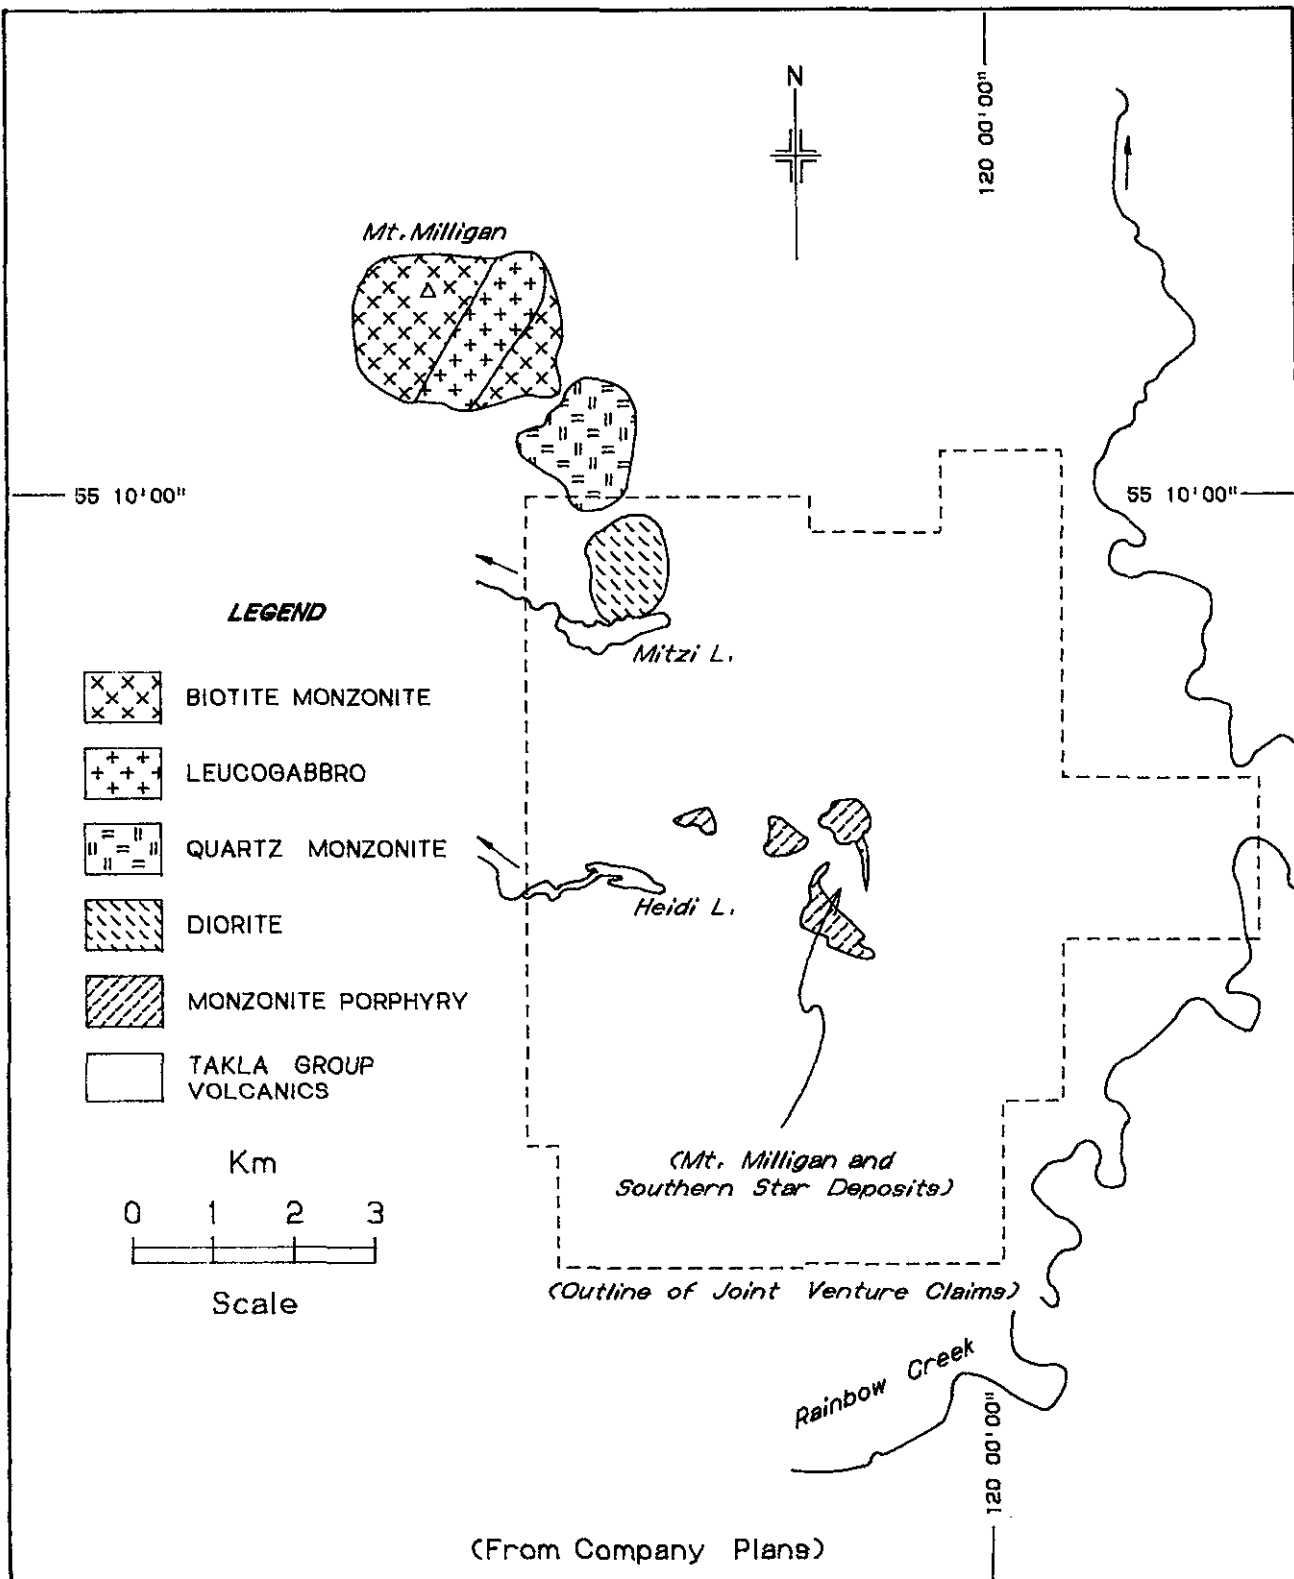 N
120 00'00"
Mt. Milligan
55 10'00"
55 10'00"
LEGEND
Mitzi L.
BIOTITE MONZONITE
LEUCOGABBRO
QUARTZ MONZONITE
Heidi L.
DIORITE
MONZONITE PORPHYRY
TAKLA GROUP
VOLCANICS
(Mt. Milligan and
Southern Star Deposits)
Km
0 1 2 3
Scale
(Outline of Joint Venture Claims)
Rainbow Creek
120 00'00"
(From Company Plans)